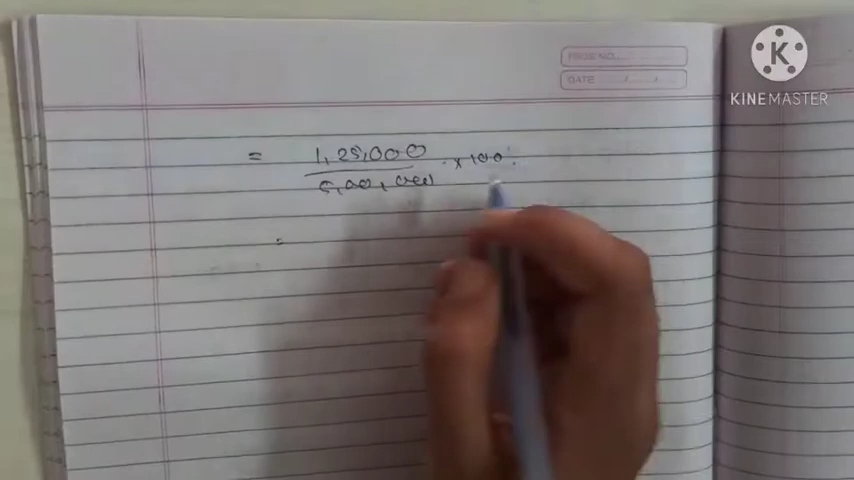 PAGE NO.
DATE / /
K
KINEMASTER
= 1,25,000 × 100
5,00,000
=